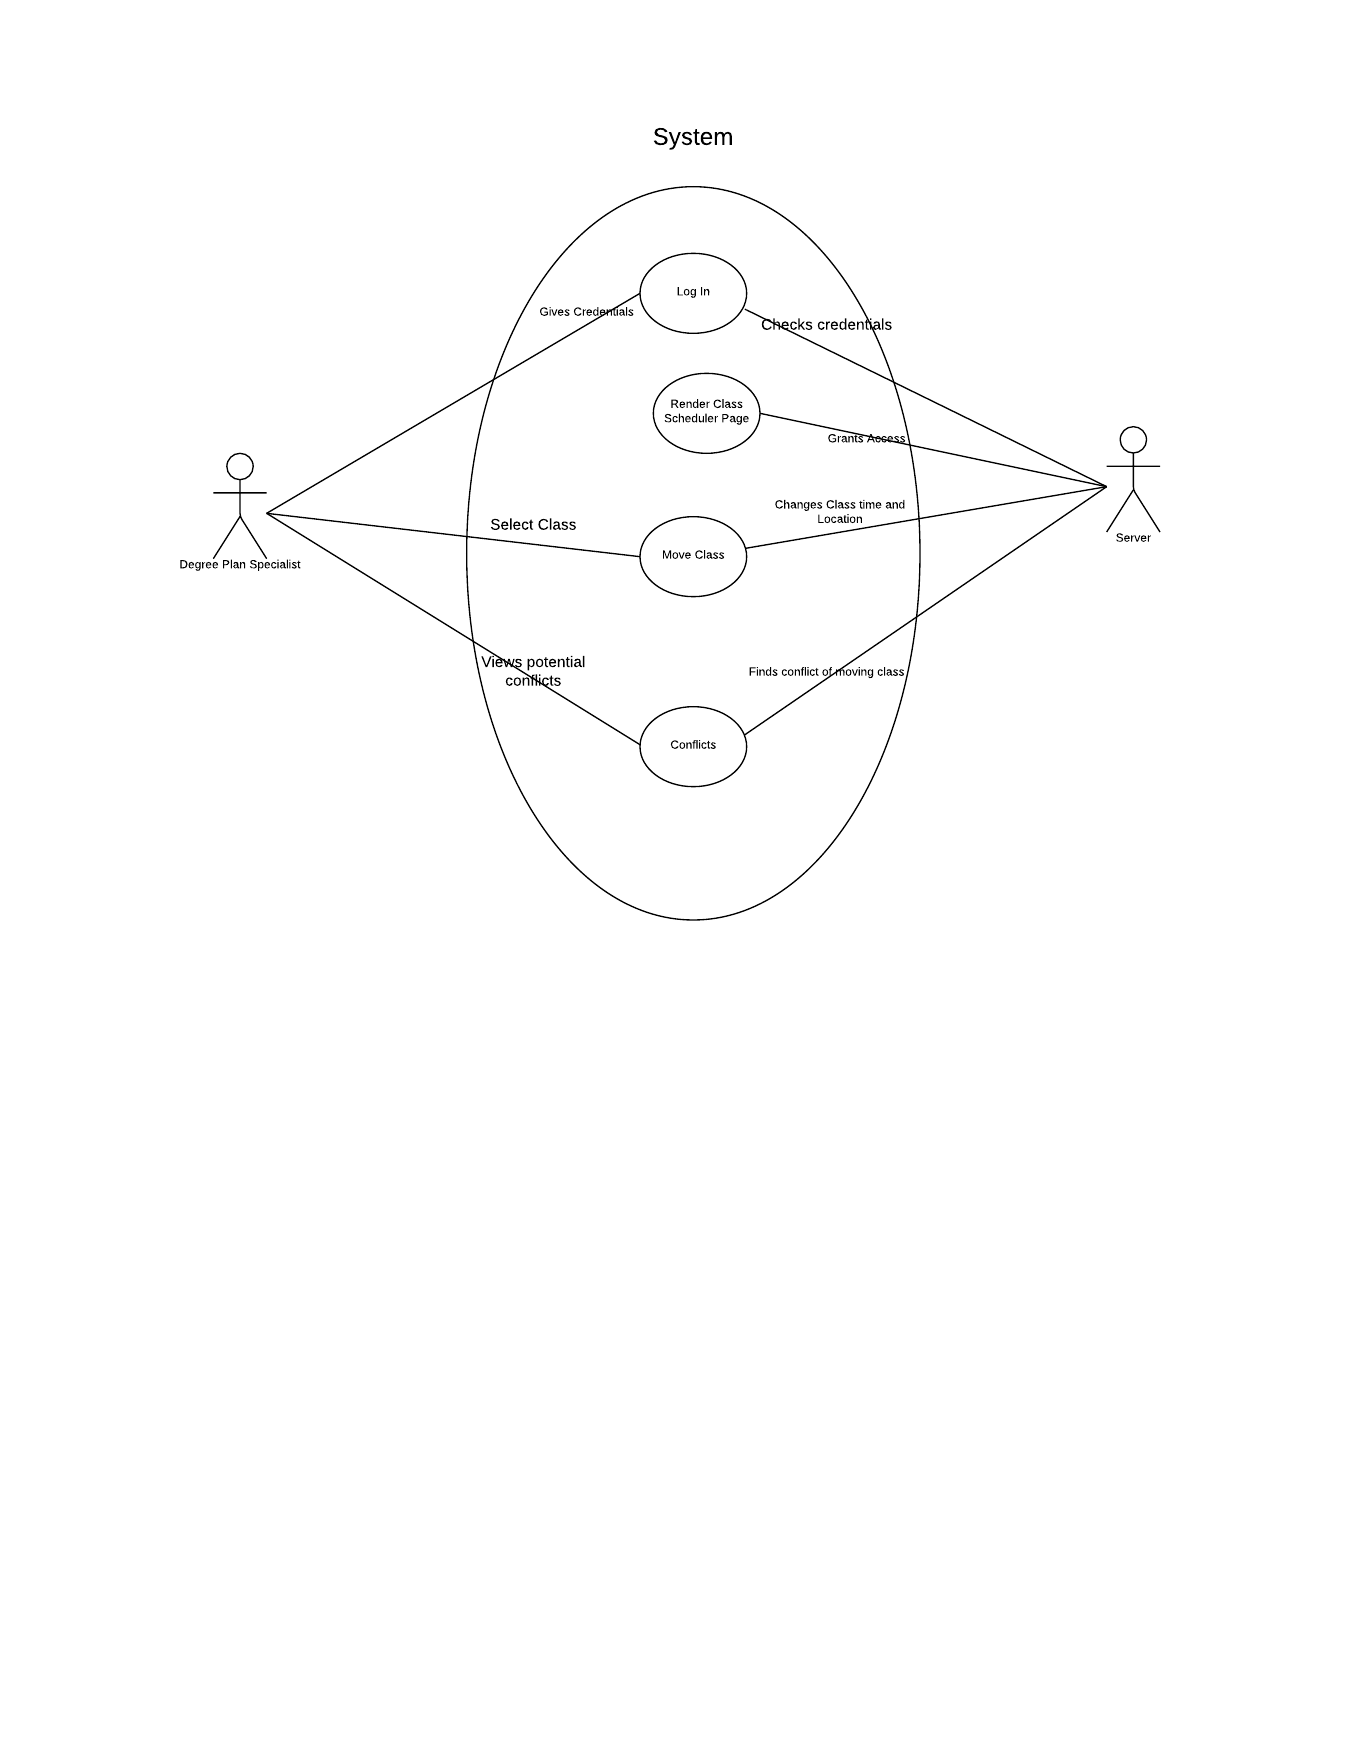 System
Log In
Gives Credentials
Checks credentials
Render Class
Scheduler Page
Grants Access
Changes Class time and
Location
Select Class
Server
Move Class
Degree Plan Specialist
Views potential
conflicts
Finds conflict of moving class
Conflicts